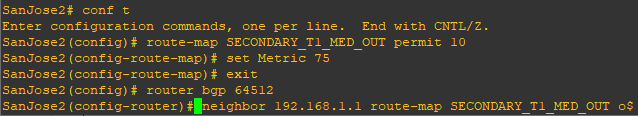 SanJose2# conf t
Enter configuration commands, one per line.  End with CNTL/Z.
SanJose2(config)# route-map SECONDARY_T1_MED_OUT permit 10
SanJose2(config-route-map)# set Metric 75
SanJose2(config-route-map)# exit
SanJose2(config)# router bgp 64512
SanJose2(config-router)# neighbor 192.168.1.1 route-map SECONDARY_T1_MED_OUT o$